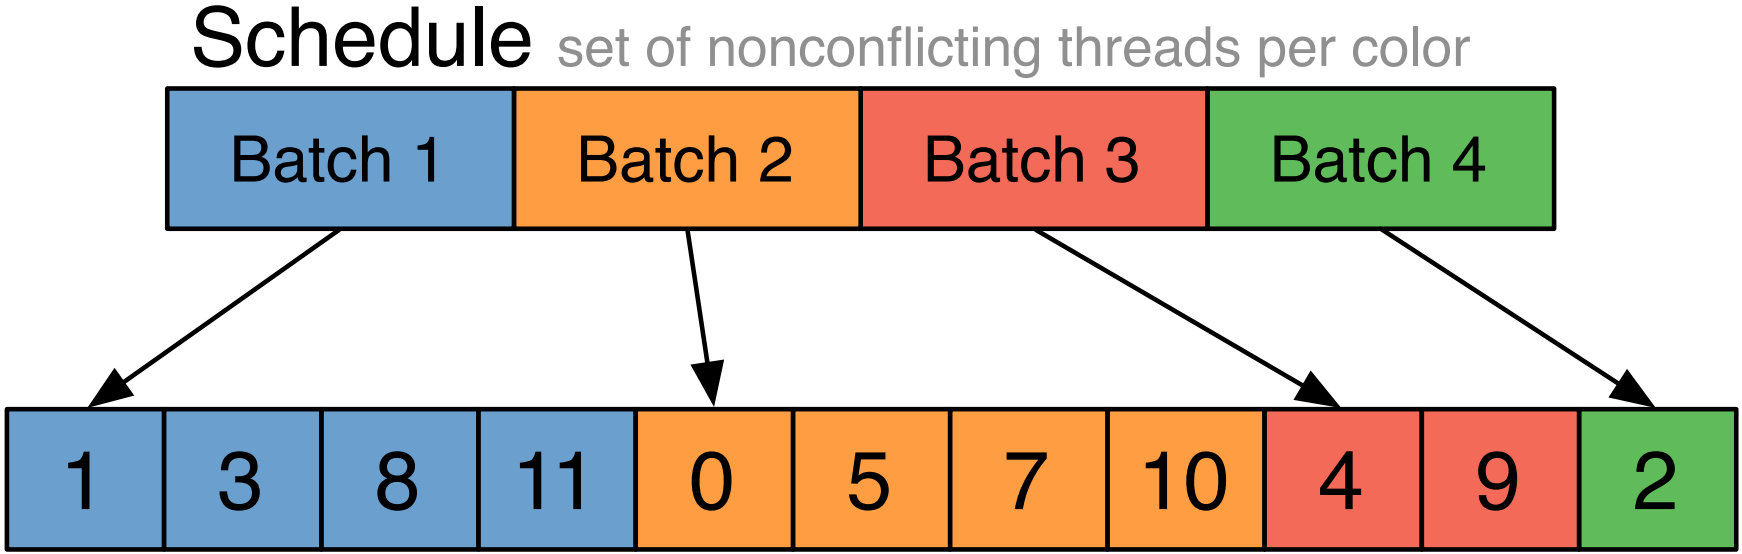 Schedule set of nonconflicting threads per color
Batch 1 Batch 2 Batch 3 Batch 4
1 3 8 11 0 5 7 10 4 9 2